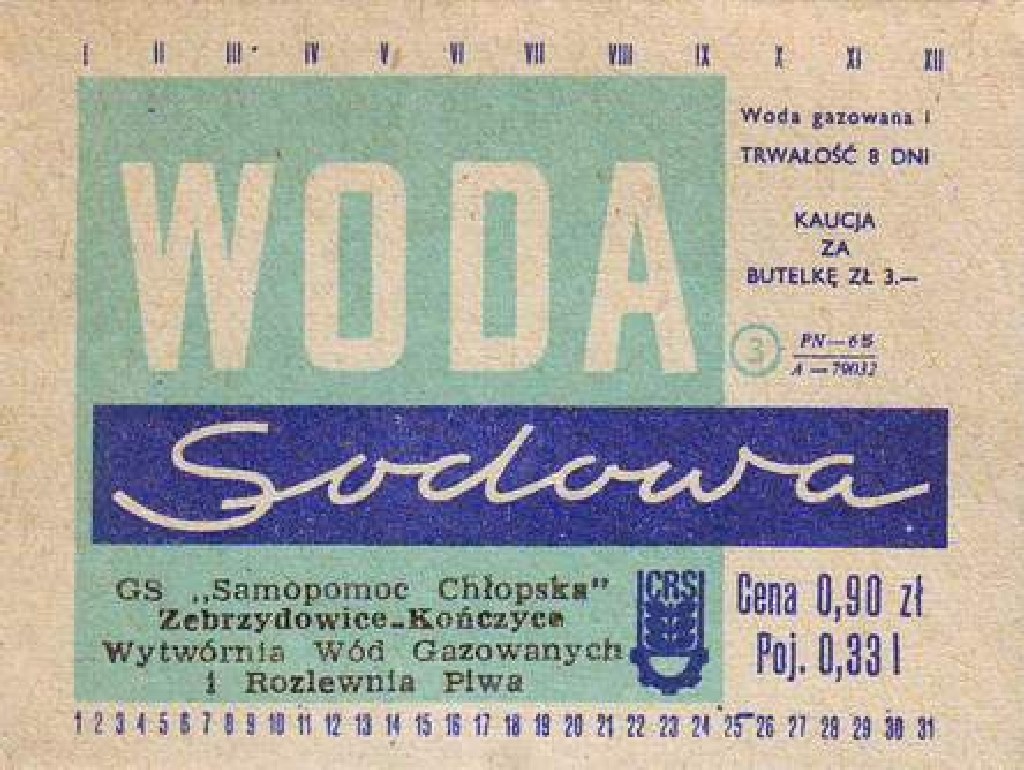 I II III IV V VI VII VIII IX X XI XII
Woda gazowana I
TRWAŁOŚĆ 8 DNI
KAUCJA
ZA
BUTELKĘ ZŁ 3.—
WODA
3 PN—65
A—79032
Sodowa
GS „Samopomoc Chłopska"
Zebrzydowice-Kończyce
Wytwórnia Wód Gazowanych
i Rozlewnia Piwa
CRS
Cena 0,90 zł
Poj. 0,33 l
1 2 3 4 5 6 7 8 9 10 11 12 13 14 15 16 17 18 19 20 21 22 23 24 25 26 27 28 29 30 31